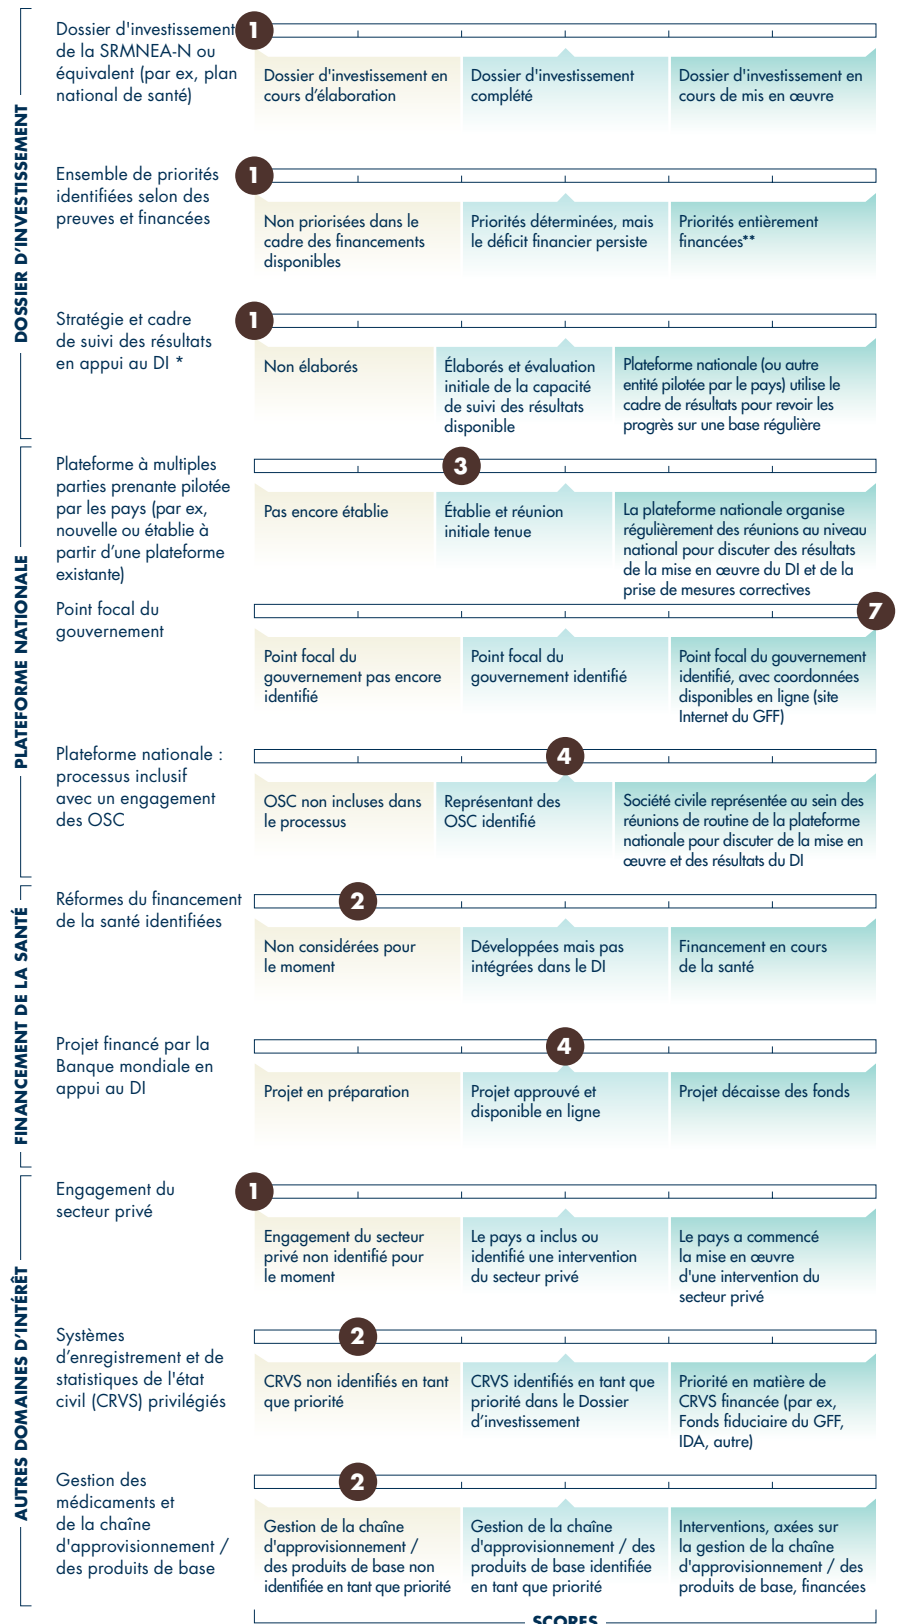 DOSSIER D'INVESTISSEMENT
Dossier d'investissement
de la SRMNEA-N ou
équivalent (par ex, plan
national de santé)
1
Dossier d'investissement en
cours d'élaboration
Dossier d'investissement
complété
Dossier d'investissement en
cours de mis en œuvre
Ensemble de priorités
identifiées selon des
preuves et financées
1
Non priorisées dans le
cadre des financements
disponibles
Priorités déterminées, mais
le déficit financier persiste
Priorités entièrement
financées**
Stratégie et cadre
de suivi des résultats
en appui au DI *
1
Non élaborés
Élaborés et évaluation
initiale de la capacité
de suivi des résultats
disponible
Plateforme nationale (ou autre
entité pilotée par le pays) utilise le
cadre de résultats pour revoir les
progrès sur une base régulière
PLATEFORME NATIONALE
Plateforme à multiples
parties prenante pilotée
par les pays (par ex,
nouvelle ou établie à
partir d'une plateforme
existante)
3
Pas encore établie
Établie et réunion
initiale tenue
La plateforme nationale organise
régulièrement des réunions au niveau
national pour discuter des résultats
de la mise en œuvre du DI et de la
prise de mesures correctives
Point focal du
gouvernement
7
Point focal du
gouvernement pas encore
identifié
Point focal du
gouvernement identifié
Point focal du gouvernement
identifié, avec coordonnées
disponibles en ligne (site
Internet du GFF)
Plateforme nationale :
processus inclusif
avec un engagement
des OSC
4
OSC non incluses dans
le processus
Représentant des
OSC identifié
Société civile représentée au sein des
réunions de routine de la plateforme
nationale pour discuter de la mise en
œuvre et des résultats du DI
FINANCEMENT DE LA SANTÉ
Réformes du financement
de la santé identifiées
2
Non considérées pour
le moment
Développées mais pas
intégrées dans le DI
Financement en cours
de la santé
Projet financé par la
Banque mondiale en
appui au DI
4
Projet en préparation
Projet approuvé et
disponible en ligne
Projet décaisse des fonds
AUTRES DOMAINES D'INTÉRÊT
Engagement du
secteur privé
1
Engagement du secteur
privé non identifié pour
le moment
Le pays a inclus ou
identifié une intervention
du secteur privé
Le pays a commencé
la mise en œuvre
d'une intervention du
secteur privé
Systèmes
d'enregistrement et de
statistiques de l'état
civil (CRVS) privilégiés
2
CRVS non identifiés en tant
que priorité
CRVS identifiés en tant que
priorité dans le Dossier
d'investissement
Priorité en matière de
CRVS financée (par ex,
Fonds fiduciaire du GFF,
IDA, autre)
Gestion des
médicaments et
de la chaîne
d'approvisionnement /
des produits de base
2
Gestion de la chaîne
d'approvisionnement /
des produits de base non
identifiée en tant que priorité
Gestion de la chaîne
d'approvisionnement / des
produits de base identifiée
en tant que priorité
Interventions, axées sur
la gestion de la chaîne
d'approvisionnement / des
produits de base, financées
SCORES